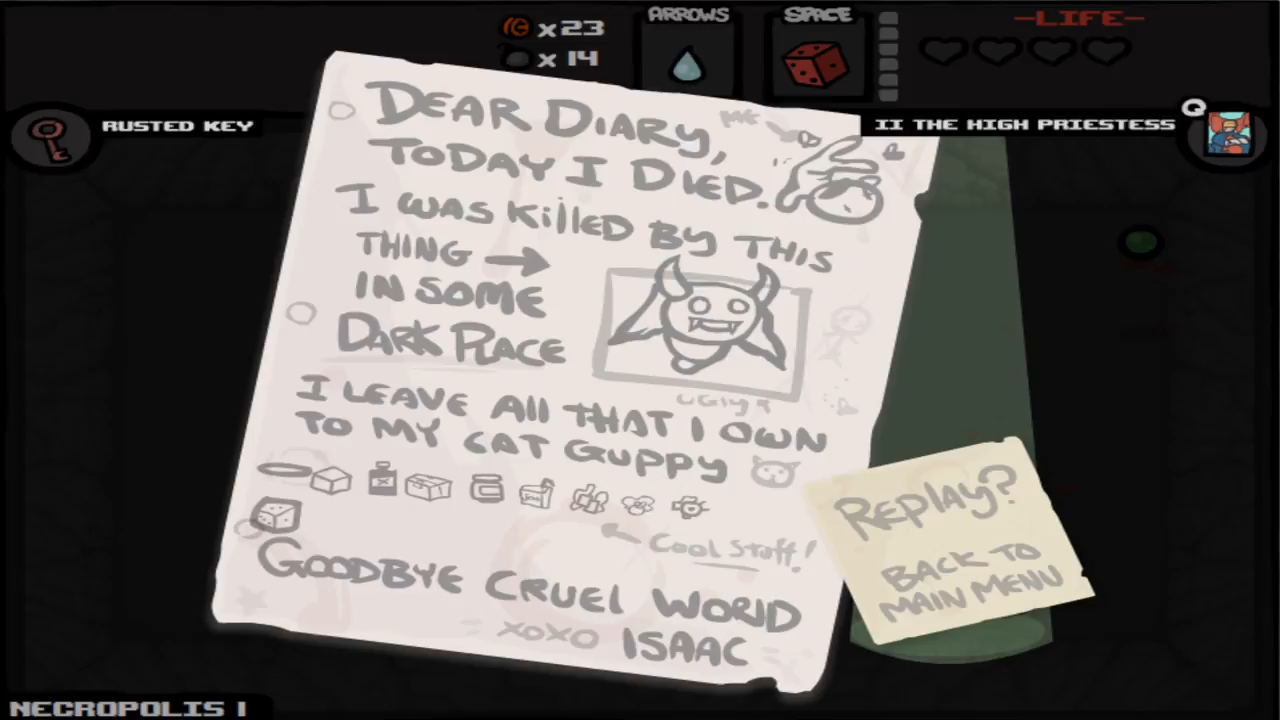 ARROWS
SPACE
-LIFE-
x23
x 14
RUSTED KEY
Q
II THE HIGH PRIESTESS
DEAR DIARY,
TODAY I DIED.
ME
I WAS KILLED BY THIS
THING →
IN SOME
DARK PLACE
UGLY
I LEAVE ALL THAT I OWN
TO MY CAT GUPPY
COOL STUFF!
GOODBYE CRUEL WORLD
XOXO ISAAC
REPLAY?
BACK TO
MAIN MENU
NECROPOLIS I